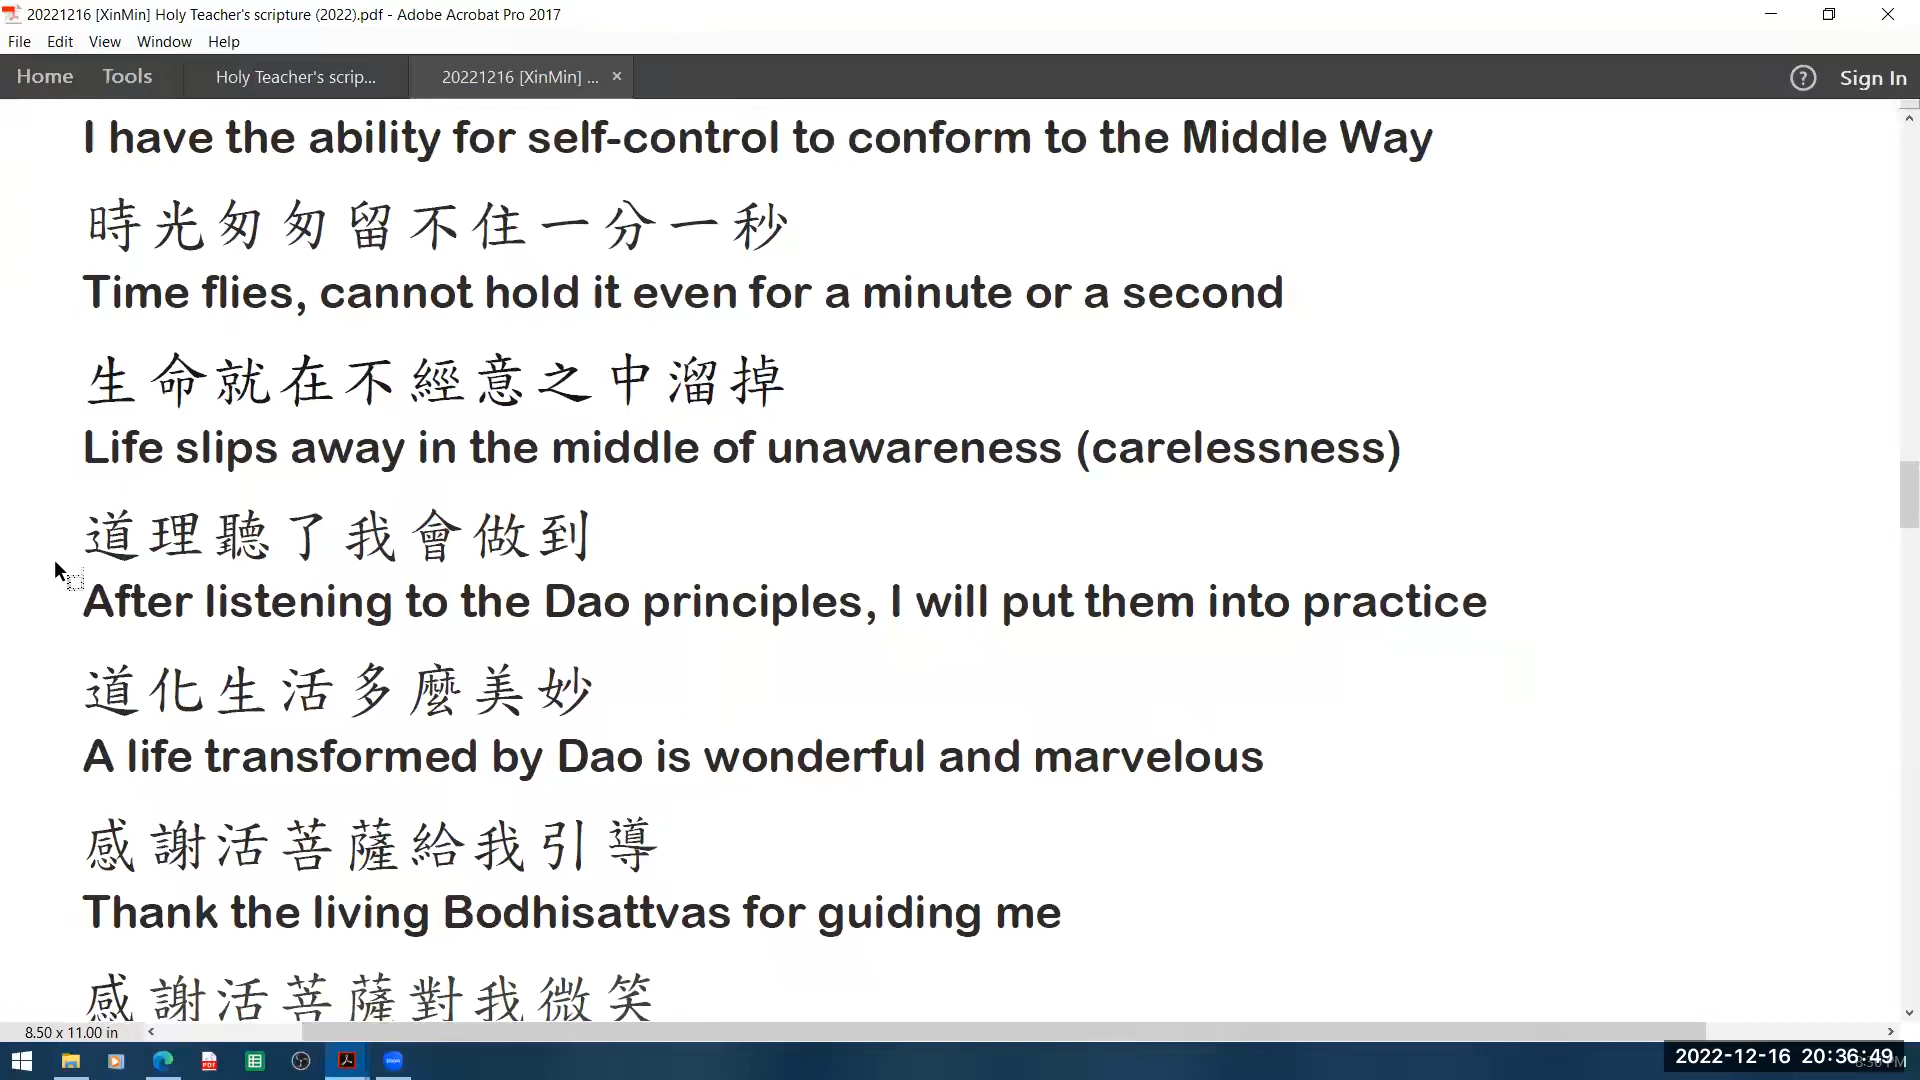 20221216 [XinMin] Holy Teacher's scripture (2022).pdf - Adobe Acrobat Pro 2017
File Edit View Window Help
Home Tools Holy Teacher's scrip... 20221216 [XinMin] ... × ? Sign In
I have the ability for self-control to conform to the Middle Way
時光匆匆留不住一分一秒
Time flies, cannot hold it even for a minute or a second
生命就在不經意之中溜掉
Life slips away in the middle of unawareness (carelessness)
道理聽了我會做到
After listening to the Dao principles, I will put them into practice
道化生活多麼美妙
A life transformed by Dao is wonderful and marvelous
感謝活菩薩給我引導
Thank the living Bodhisattvas for guiding me
感謝活菩薩對我微笑
8.50 x 11.00 in
2022-12-16 20:36:49